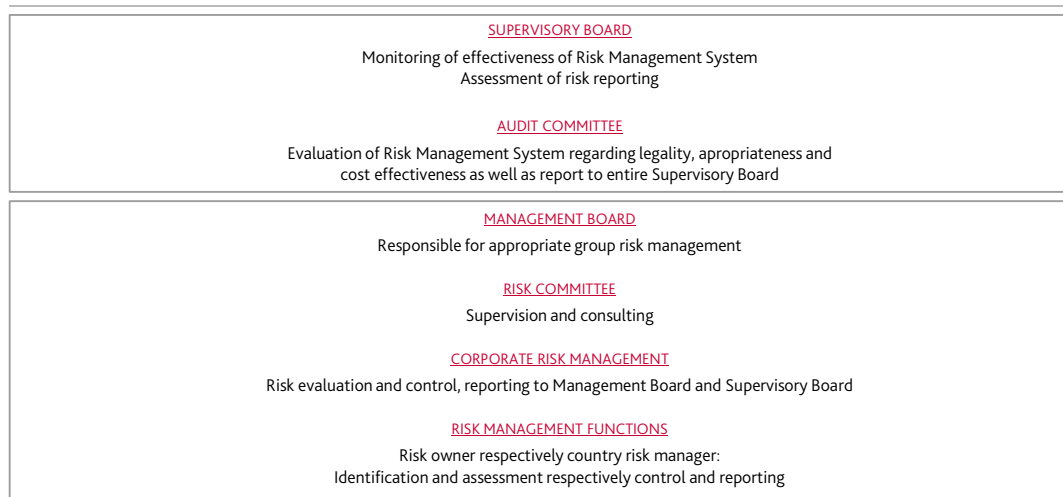 SUPERVISORY BOARD
Monitoring of effectiveness of Risk Management System
Assessment of risk reporting
AUDIT COMMITTEE
Evaluation of Risk Management System regarding legality, apropriateness and
cost effectiveness as well as report to entire Supervisory Board
MANAGEMENT BOARD
Responsible for appropriate group risk management
RISK COMMITTEE
Supervision and consulting
CORPORATE RISK MANAGEMENT
Risk evaluation and control, reporting to Management Board and Supervisory Board
RISK MANAGEMENT FUNCTIONS
Risk owner respectively country risk manager:
Identification and assessment respectively control and reporting